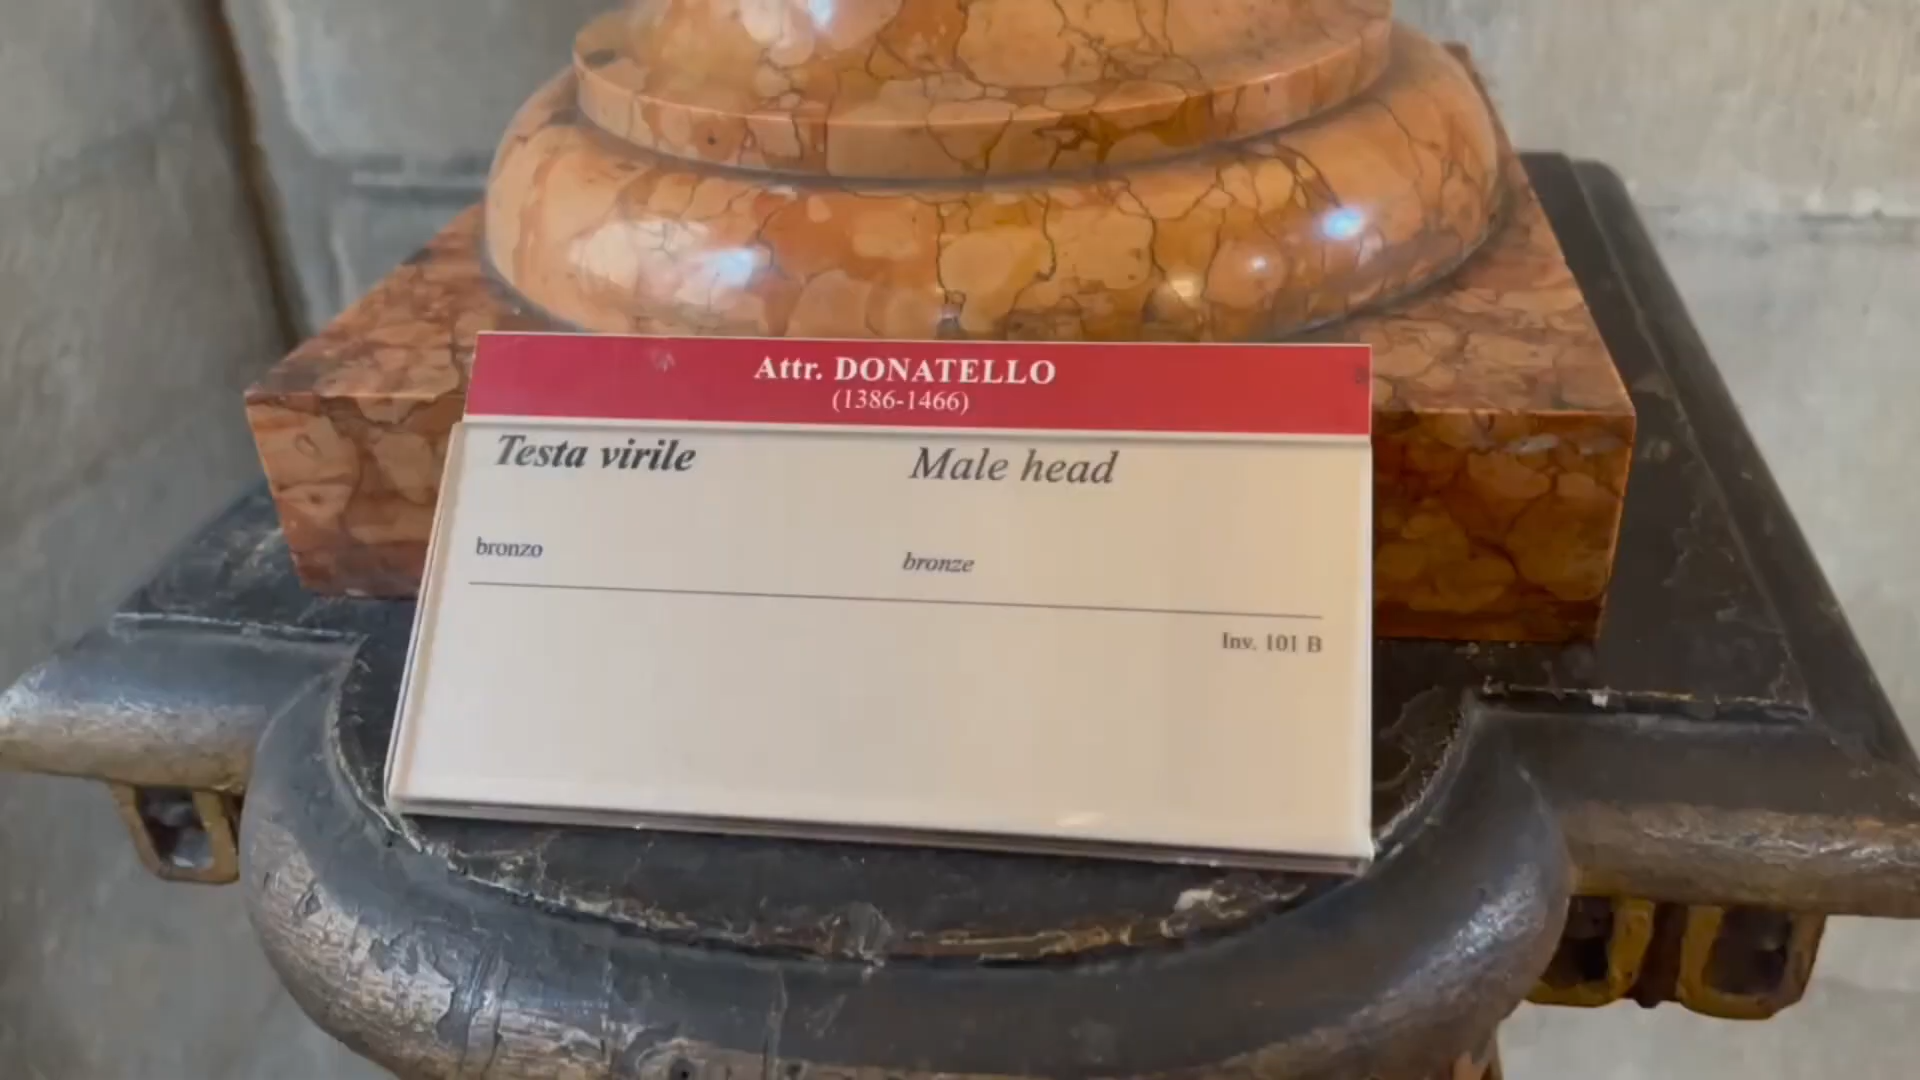 Attr. DONATELLO
(1386-1466)
Testa virile
Male head
bronzo
bronze
Inv. 101 B